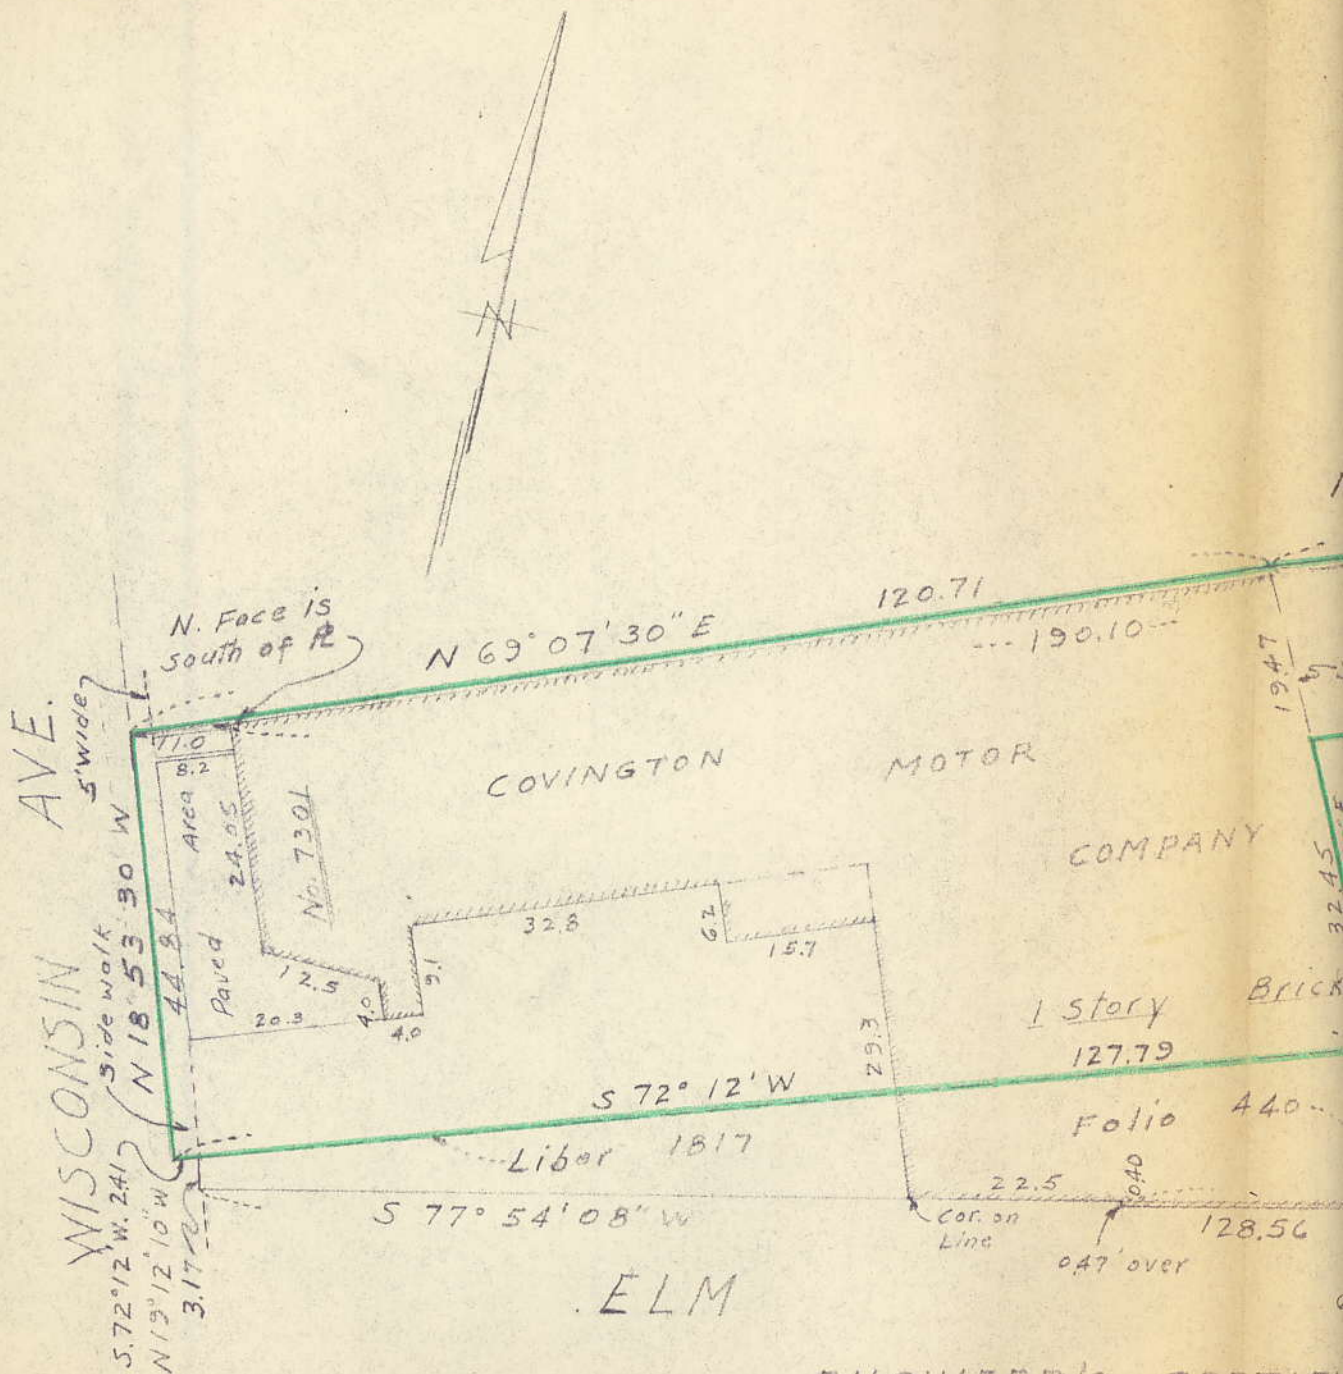 N
N. Face is
south of PL
N 69° 07' 30" E
120.71
--- 190.10 ---
19.47
WISCONSIN AVE.
5' wide
Side walk
N 18 53 30 W
44.84
11.0
8.2
Paved Area
24.05
No. 7301
12.5
20.3
4.0
4.0
9.1
32.8
6.2
15.7
29.3
COVINGTON MOTOR
COMPANY
1 Story Brick
32.45
S 72° 12' W
127.79
Liber 1817
Folio 440
S 77° 54' 08" W
22.5
0.40
128.56
Cor. on
Line
0.47' over
S. 72° 12' W. 2.41
N 19° 12' 10" W
3.17
ELM